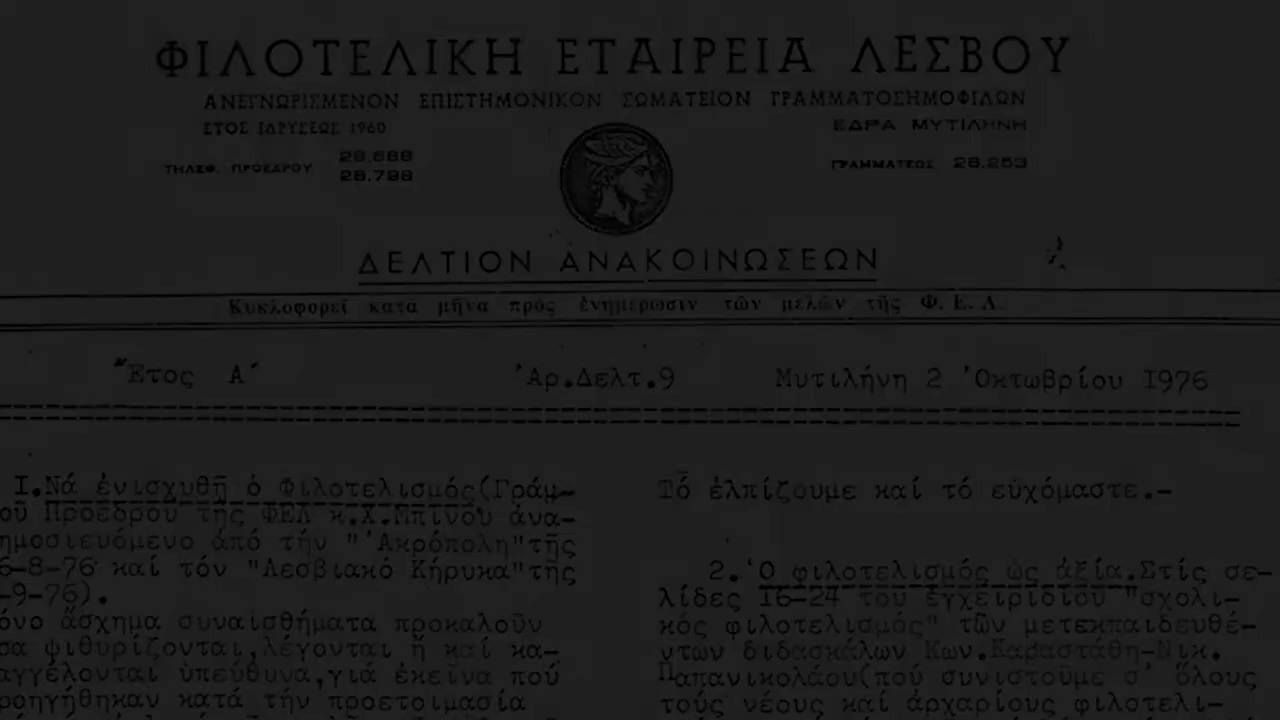 ΦΙΛΟΤΕΛΙΚΗ ΕΤΑΙΡΕΙΑ ΛΕΣΒΟΥ
ΑΝΕΓΝΩΡΙΣΜΕΝΟΝ ΕΠΙΣΤΗΜΟΝΙΚΟΝ ΣΩΜΑΤΕΙΟΝ ΓΡΑΜΜΑΤΟΣΗΜΟΦΙΛΩΝ
ΕΤΟΣ ΙΔΡΥΣΕΩΣ 1960
ΕΔΡΑ ΜΥΤΙΛΗΝΗ
ΤΗΛΕΦ. ΠΡΟΕΔΡΟΥ 28.688
28.798
ΓΡΑΜΜΑΤΕΩΣ 28.253
ΔΕΛΤΙΟΝ ΑΝΑΚΟΙΝΩΣΕΩΝ
Κυκλοφορεῖ κατα μῆνα πρὸς ἐνημέρωσιν τῶν μελῶν τῆς Φ. Ε. Λ.
Ἔτος Α΄ Ἀρ.Δελτ.9 Μυτιλήνη 2 Ὀκτωβρίου 1976
I.Νά ἐνισχυθῆ ὁ Φιλοτελισμός(Γράμ-
οῦ Προέδρου τῆς ΦΕΛ κ.Χ.Μπίνου ἀνα-
ημοσιευόμενο ἀπό τήν "Ἀκρόπολη"τῆς
6-8-76 καί τόν "Λεσβιακό Κήρυκα"τῆς
-9-76).
όνο ἄσχημα συναισθήματα προκαλοῦν
σα ψιθυρίζονται,λέγονται ἤ καί κα-
αγγέλονται ὑπεύθυνα,γιά ἐκεῖνα πού
ροηγήθηκαν κατά τήν προετοιμασία
Τό ἐλπίζουμε καί τό εὐχόμαστε.-
2.Ὁ φιλοτελισμός ὡς ἀξία.Στίς σε-
λίδες 16-24 τοῦ ἐγχειριδίου "σχολι-
κός φιλοτελισμός" τῶν μετεκπαιδευθέ-
ντων διδασκάλων Κων.Καραστάθη-Νικ.
Παπανικολάου(πού συνιστοῦμε σ' ὅλους
τούς νέους καί ἀρχαρίους φιλοτελι-